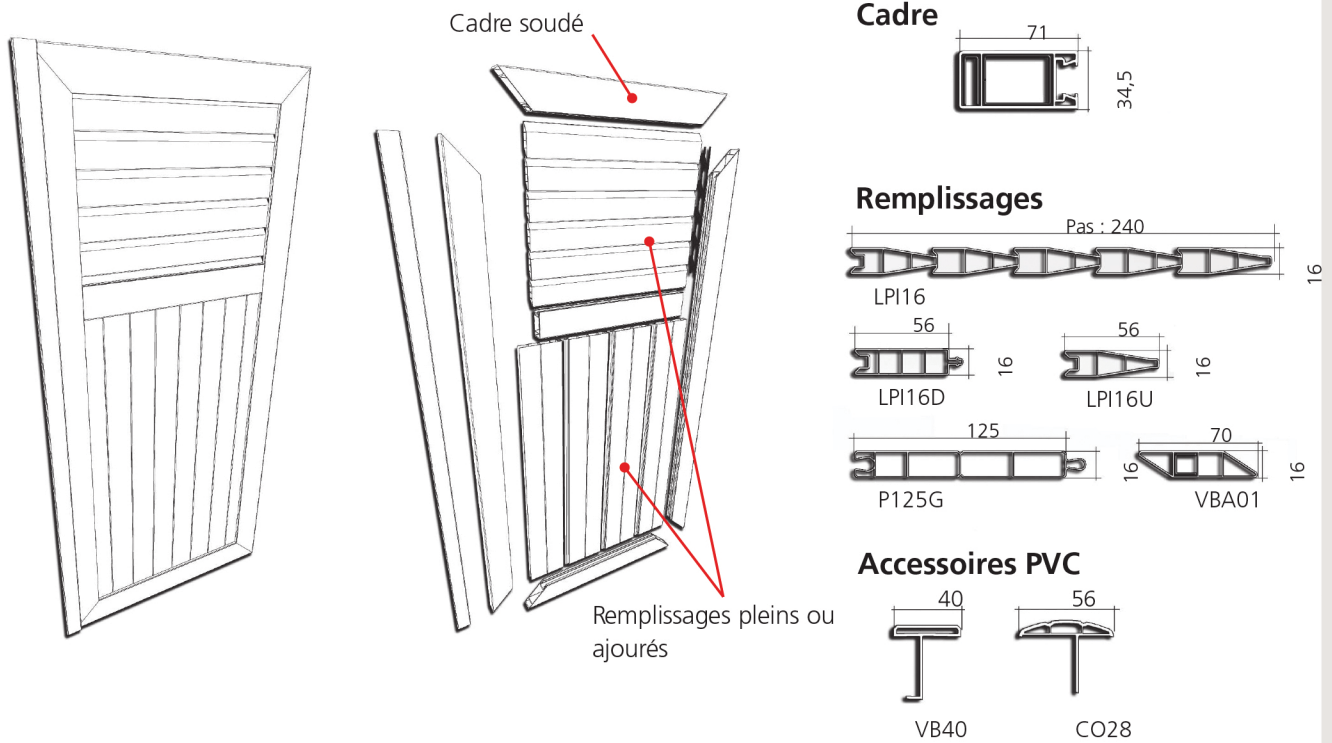 Cadre soudé
Remplissages pleins ou
ajourés
Cadre
71
34,5
Remplissages
Pas : 240
16
LPI16
56
16
LPI16D
56
16
LPI16U
125
16
P125G
70
16
VBA01
Accessoires PVC
40
VB40
56
CO28